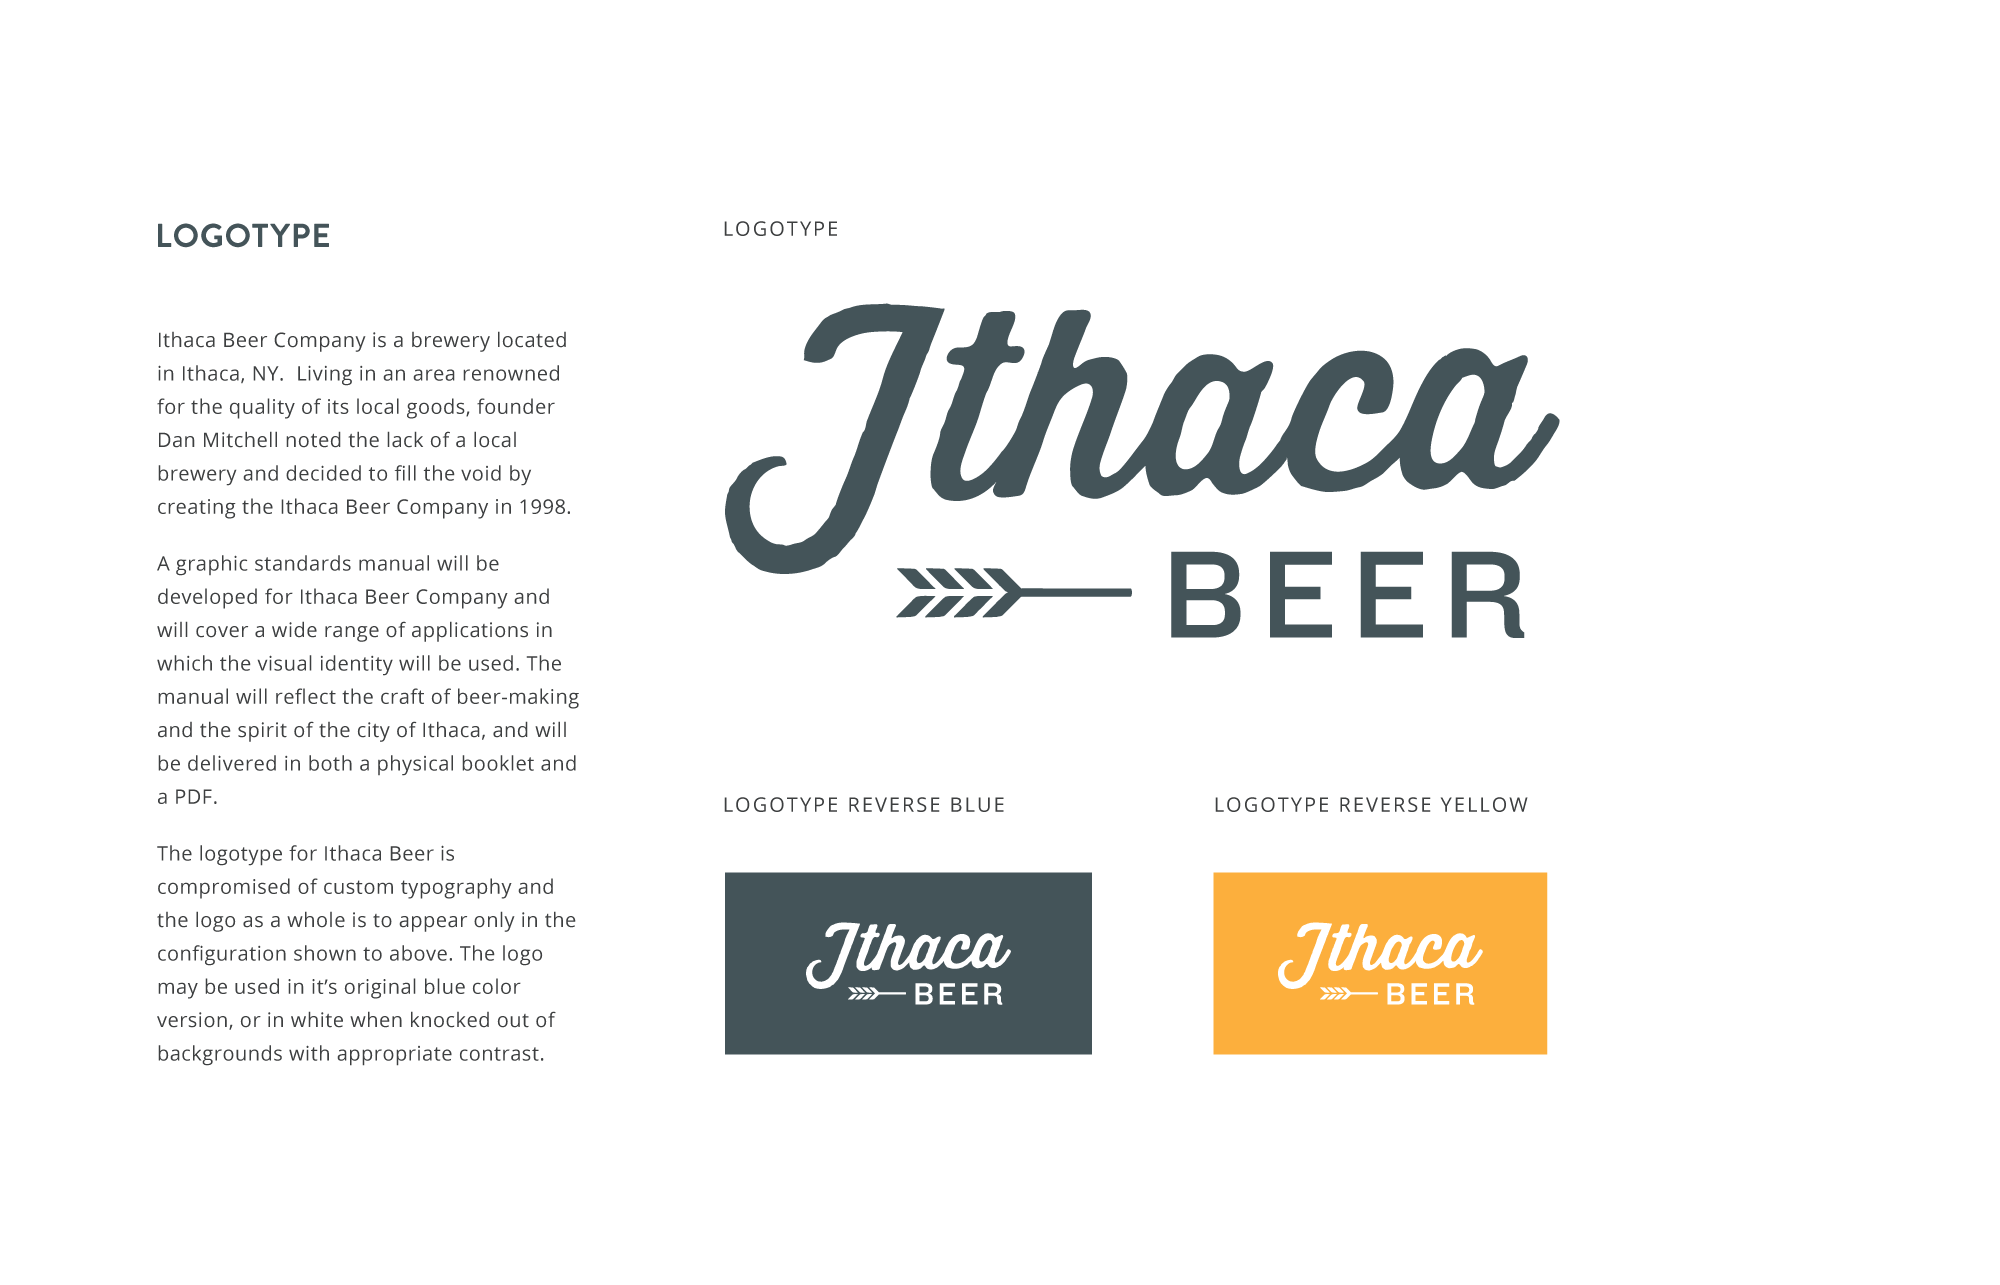 LOGOTYPE
Ithaca Beer Company is a brewery located
in Ithaca, NY.  Living in an area renowned
for the quality of its local goods, founder
Dan Mitchell noted the lack of a local
brewery and decided to fill the void by
creating the Ithaca Beer Company in 1998.
A graphic standards manual will be
developed for Ithaca Beer Company and
will cover a wide range of applications in
which the visual identity will be used. The
manual will reflect the craft of beer-making
and the spirit of the city of Ithaca, and will
be delivered in both a physical booklet and
a PDF.
The logotype for Ithaca Beer is
compromised of custom typography and
the logo as a whole is to appear only in the
configuration shown to above. The logo
may be used in it’s original blue color
version, or in white when knocked out of
backgrounds with appropriate contrast.
LOGOTYPE
Ithaca
BEER
LOGOTYPE REVERSE BLUE
Ithaca
BEER
LOGOTYPE REVERSE YELLOW
Ithaca
BEER